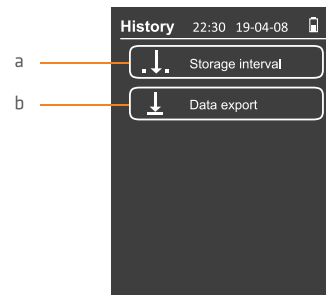 History 22:30 19-04-08
a
Storage interval
b
Data export